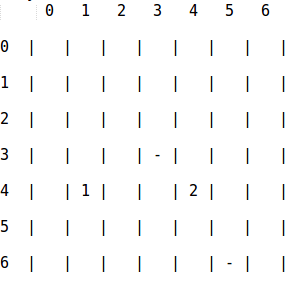 0 1 2 3 4 5 6
0 | | | | | | | |
1 | | | | | | | |
2 | | | | | | | |
3 | | | | - | | | |
4 | | 1 | | | 2 | | |
5 | | | | | | | |
6 | | | | | | - | |